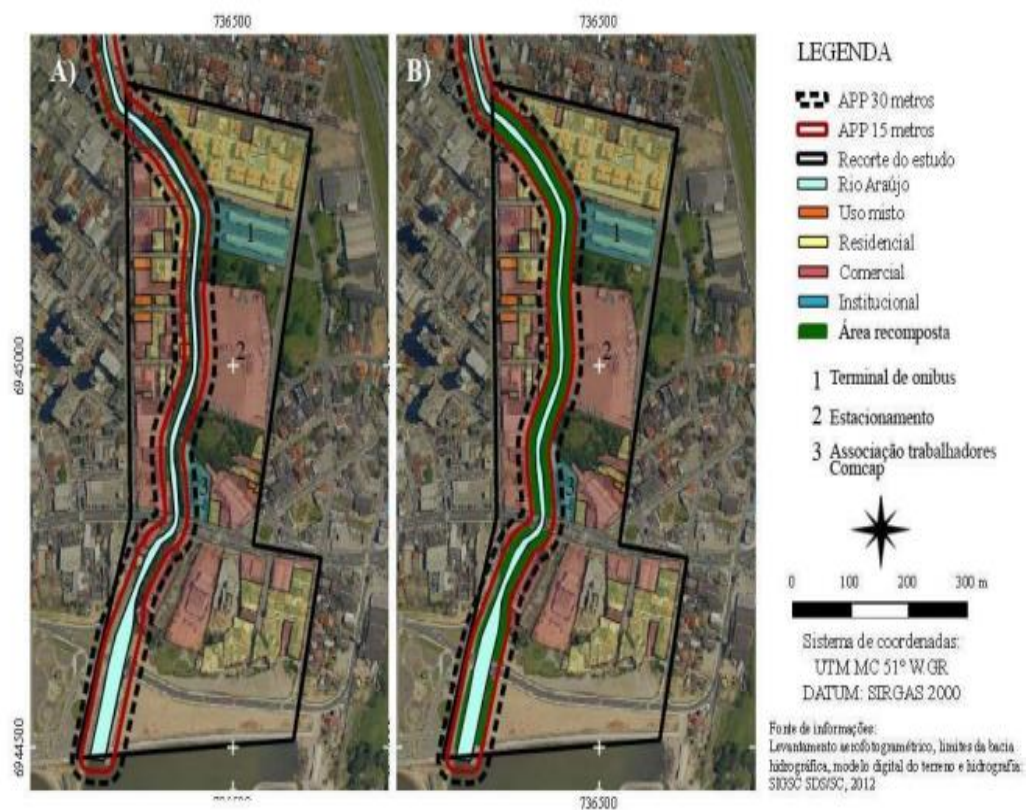 736500
736500
A)
B)
LEGENDA
APP 30 metros
APP 15 metros
Recorte do estudo
Rio Araújo
Uso misto
Residencial
Comercial
Institucional
Área recomposta
1 Terminal de onibus
2 Estacionamento
3 Associação trabalhadores
Comcap
1
1
2
2
6945000
6944500
0 100 200 300 m
Sistema de coordenadas:
UTM MC 51º W.GR
DATUM: SIRGAS 2000
Fonte de informações:
Levantamento aerofotogramétrico, limites da bacia
hidrográfica, modelo digital do terreno e hidrografia:
SIGSC SDS/SC, 2012
736500